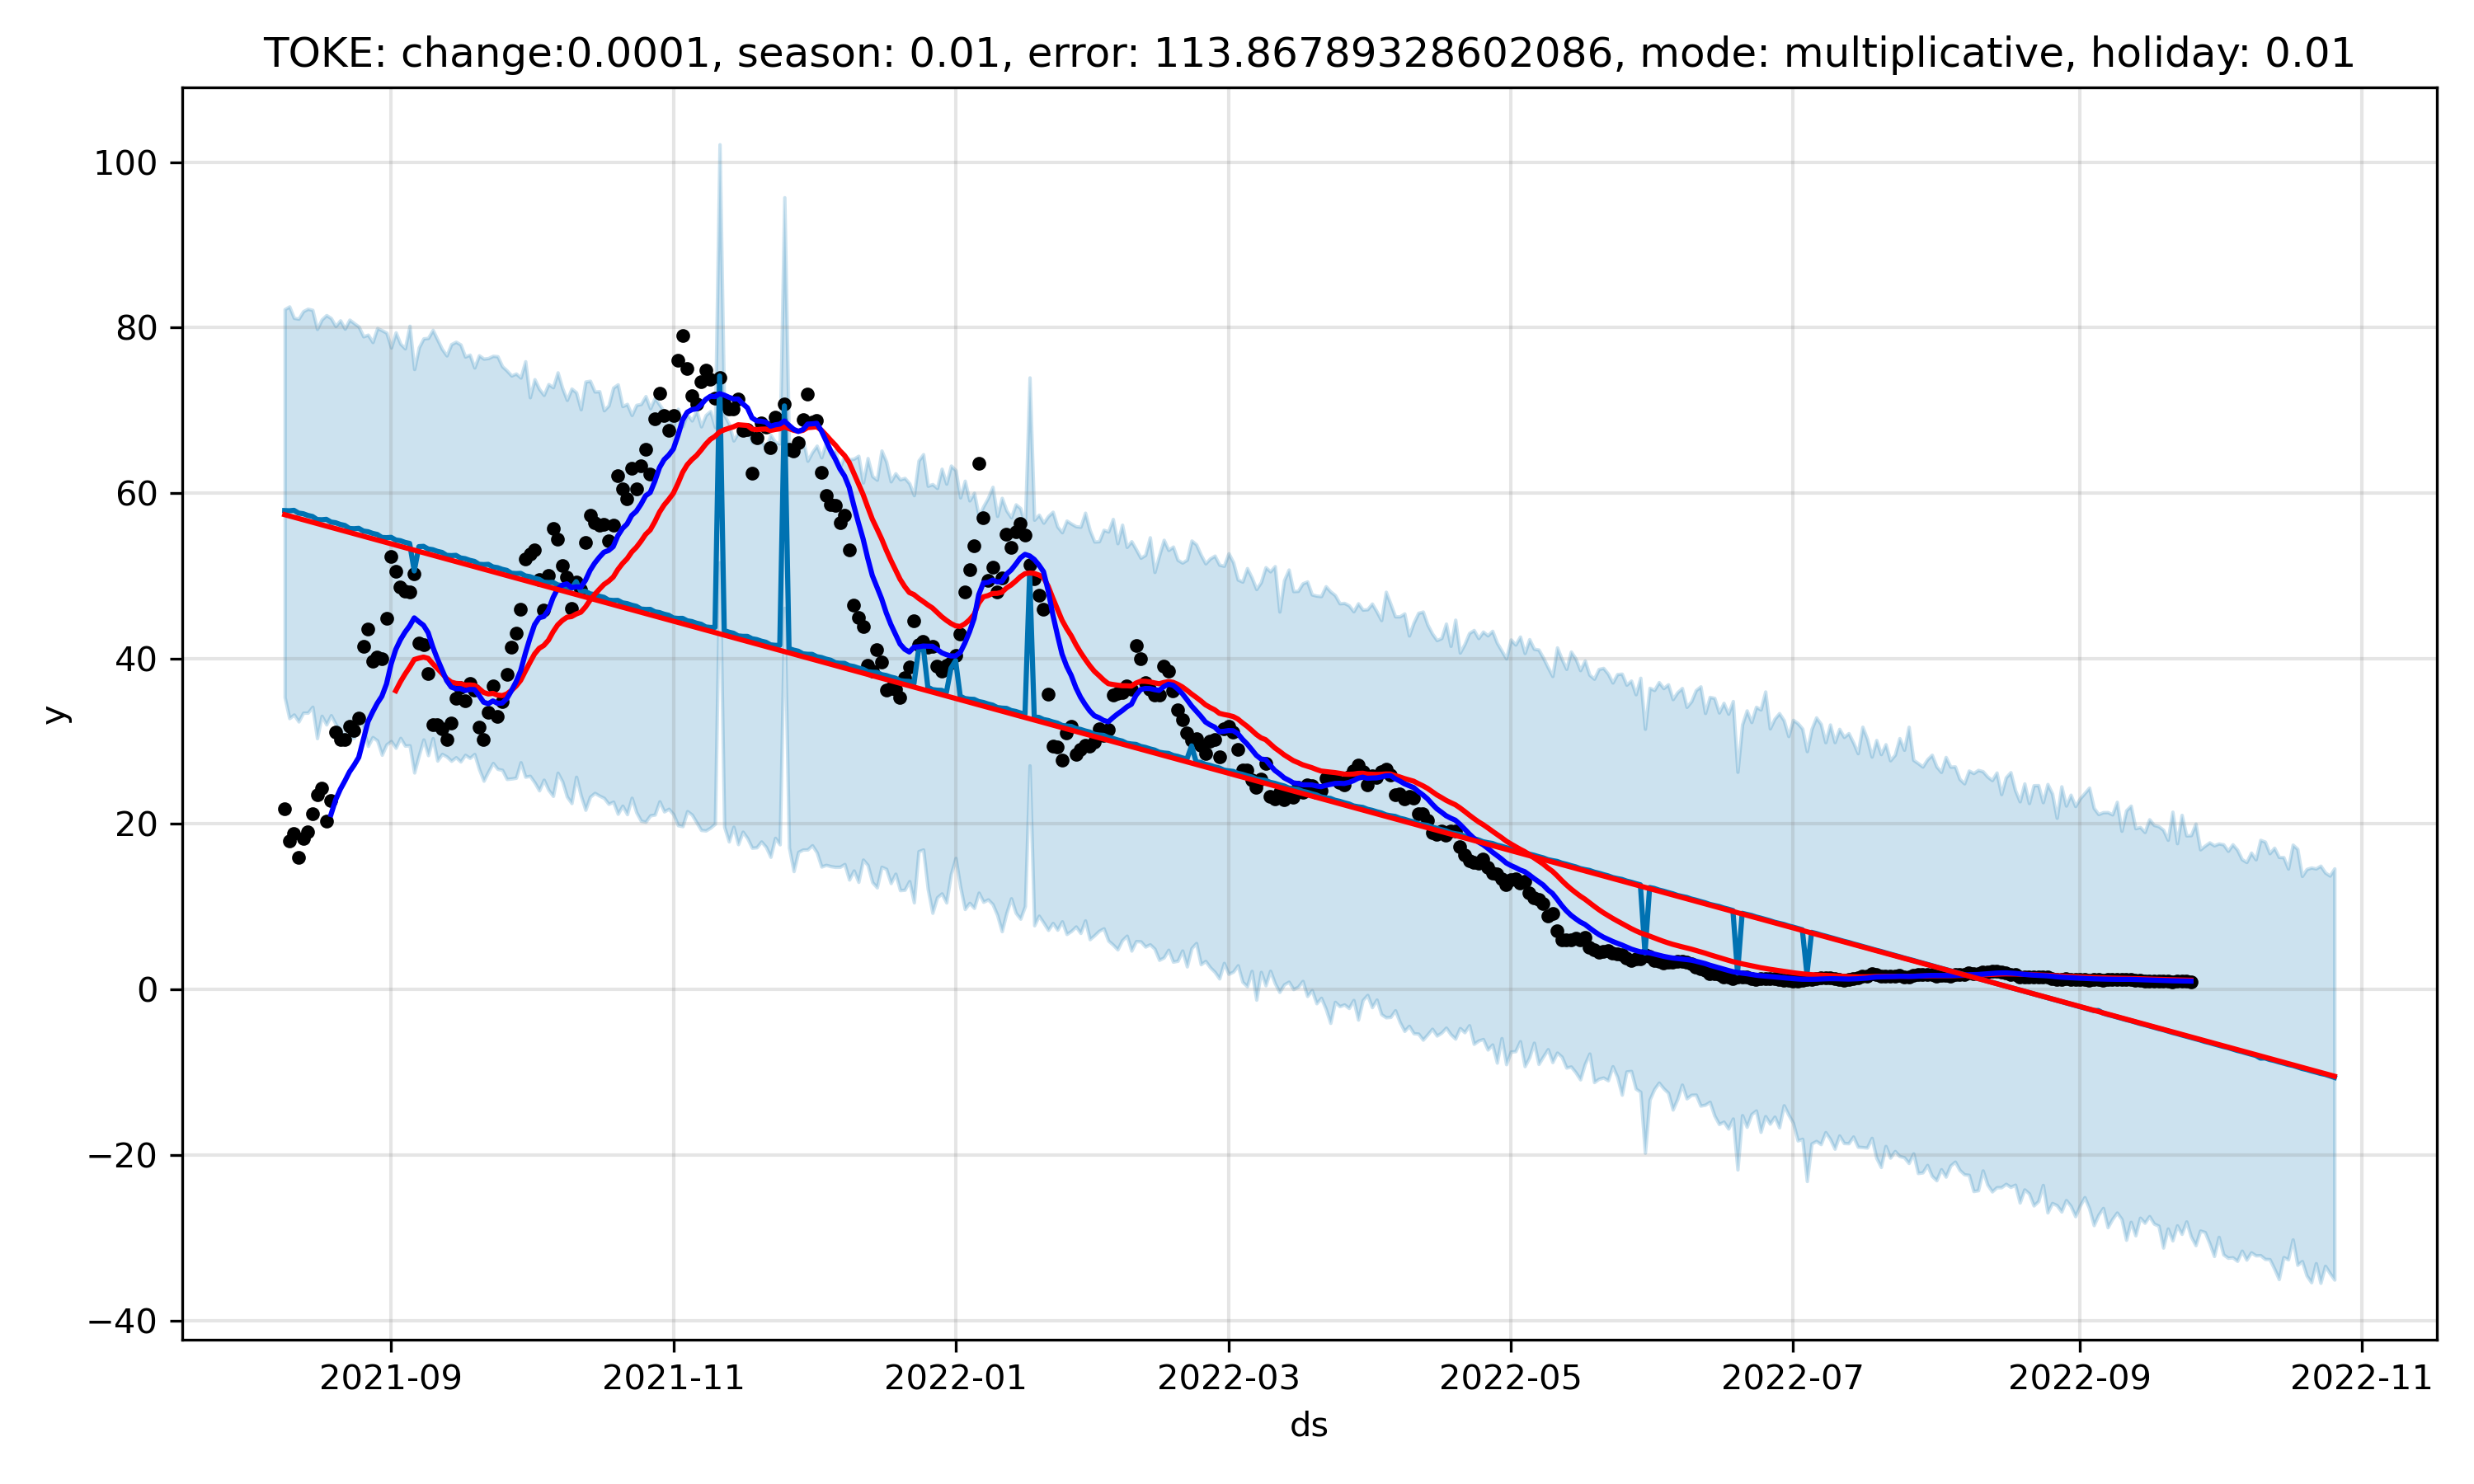 TOKE: change:0.0001, season: 0.01, error: 113.86789328602086, mode: multiplicative, holiday: 0.01
100
80
60
40
20
0
−20
−40
y
2021-09 2021-11 2022-01 2022-03 2022-05 2022-07 2022-09 2022-11
ds